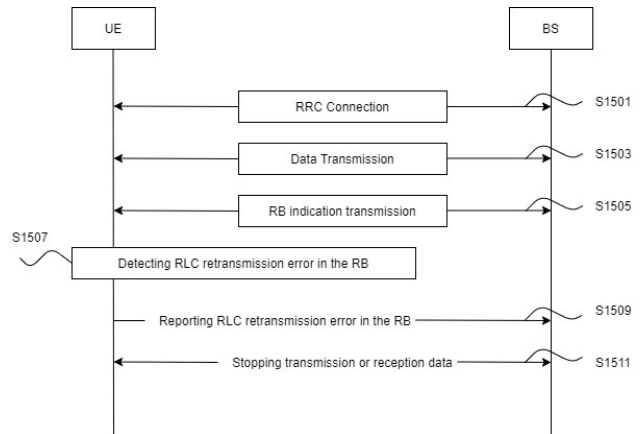 UE
BS
RRC Connection
S1501
Data Transmission
S1503
RB indication transmission
S1505
S1507
Detecting RLC retransmission error in the RB
Reporting RLC retransmission error in the RB
S1509
Stopping transmission or reception data
S1511